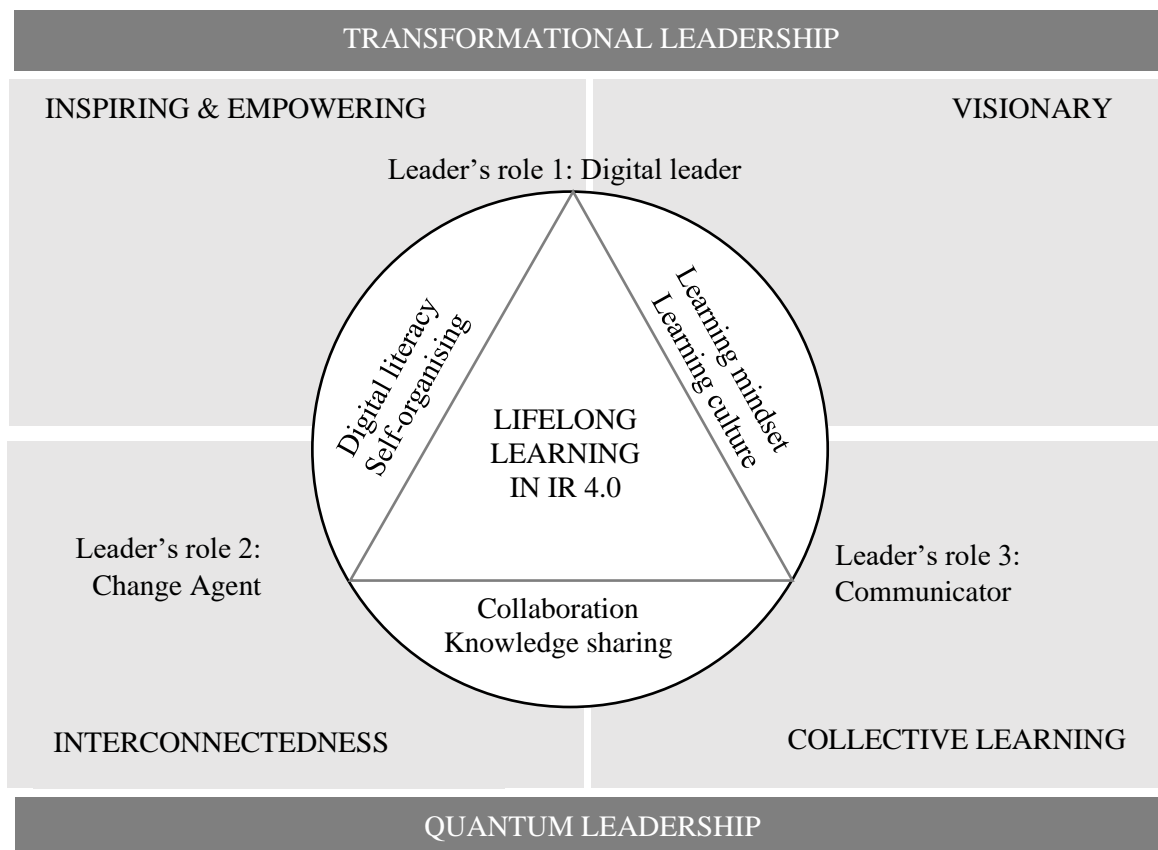 TRANSFORMATIONAL LEADERSHIP
INSPIRING & EMPOWERING
VISIONARY
Leader’s role 1: Digital leader
Digital literacy
Self-organising
Learning mindset
Learning culture
LIFELONG
LEARNING
IN IR 4.0
Leader’s role 2:
Change Agent
Leader’s role 3:
Communicator
Collaboration
Knowledge sharing
INTERCONNECTEDNESS
COLLECTIVE LEARNING
QUANTUM LEADERSHIP